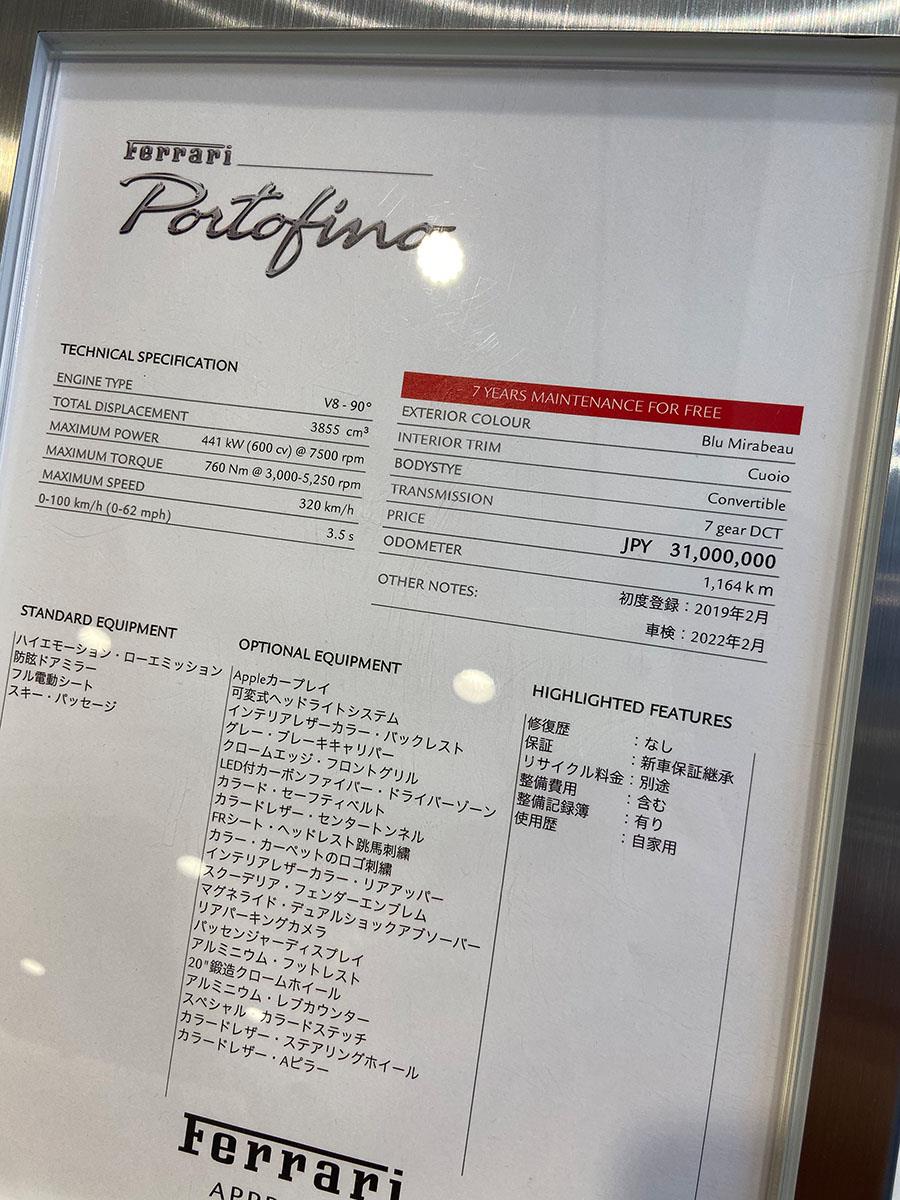 Ferrari
Portofino
TECHNICAL SPECIFICATION
ENGINE TYPE V8 - 90°
TOTAL DISPLACEMENT 3855 cm³
MAXIMUM POWER 441 kW (600 cv) @ 7500 rpm
MAXIMUM TORQUE 760 Nm @ 3,000-5,250 rpm
MAXIMUM SPEED 320 km/h
0-100 km/h (0-62 mph) 3.5 s
7 YEARS MAINTENANCE FOR FREE
EXTERIOR COLOUR Blu Mirabeau
INTERIOR TRIM Cuoio
BODYSTYE Convertible
TRANSMISSION 7 gear DCT
PRICE JPY 31,000,000
ODOMETER 1,164 k m
OTHER NOTES: 初度登録：2019年2月
車検：2022年2月
STANDARD EQUIPMENT
ハイエモーション・ローエミッション
防眩ドアミラー
フル電動シート
スキー・パッセージ
OPTIONAL EQUIPMENT
Appleカープレイ
可変式ヘッドライトシステム
インテリアレザーカラー・バックレスト
グレー・ブレーキキャリパー
クロームエッジ・フロントグリル
LED付カーボンファイバー・ドライバーゾーン
カラード・セーフティベルト
カラードレザー・センタートンネル
FRシート・ヘッドレスト跳馬刺繍
カラー・カーペットのロゴ刺繍
インテリアレザーカラー・リアアッパー
スクーデリア・フェンダーエンブレム
マグネライド・デュアルショックアブソーバー
リアパーキングカメラ
パッセンジャーディスプレイ
アルミニウム・フットレスト
20"鍛造クロームホイール
アルミニウム・レブカウンター
スペシャル・カラードステッチ
カラードレザー・ステアリングホイール
カラードレザー・Aピラー
HIGHLIGHTED FEATURES
修復歴 ：なし
保証 ：新車保証継承
リサイクル料金：別途
整備費用 ：含む
整備記録簿 ：有り
使用歴 ：自家用
Ferrari